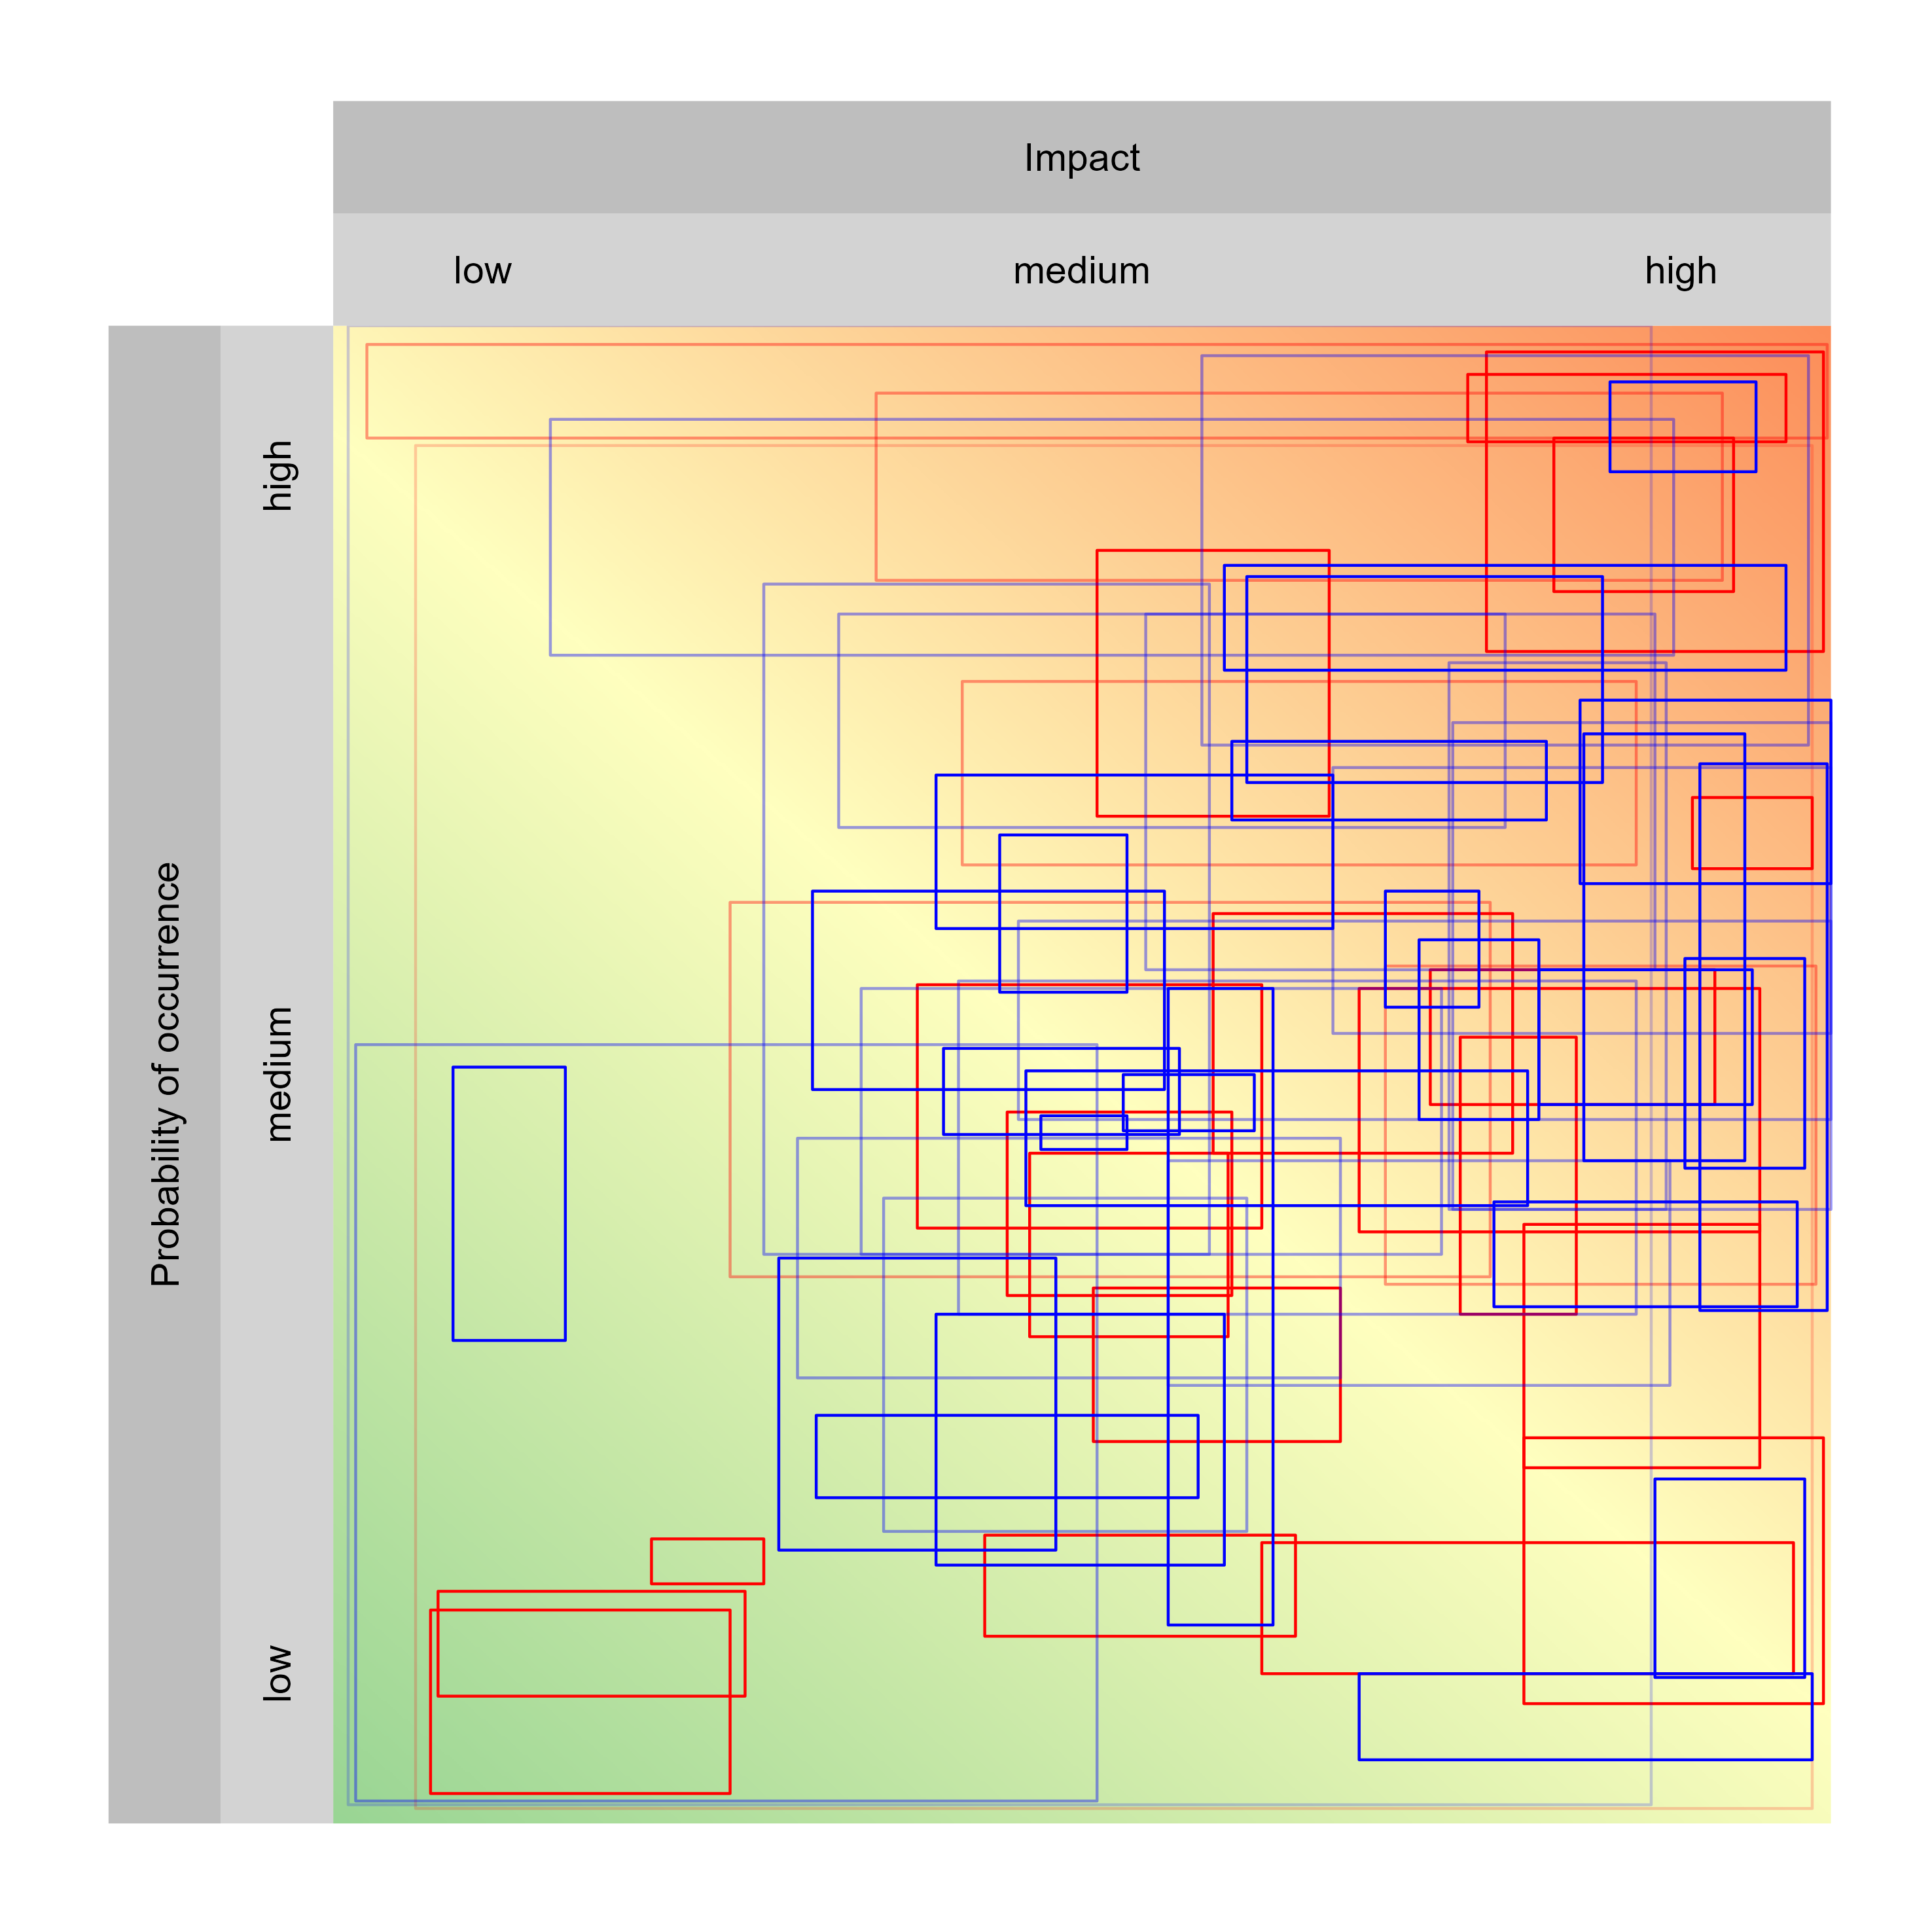 Impact
low
medium
high
Probability of occurrence
high
medium
low